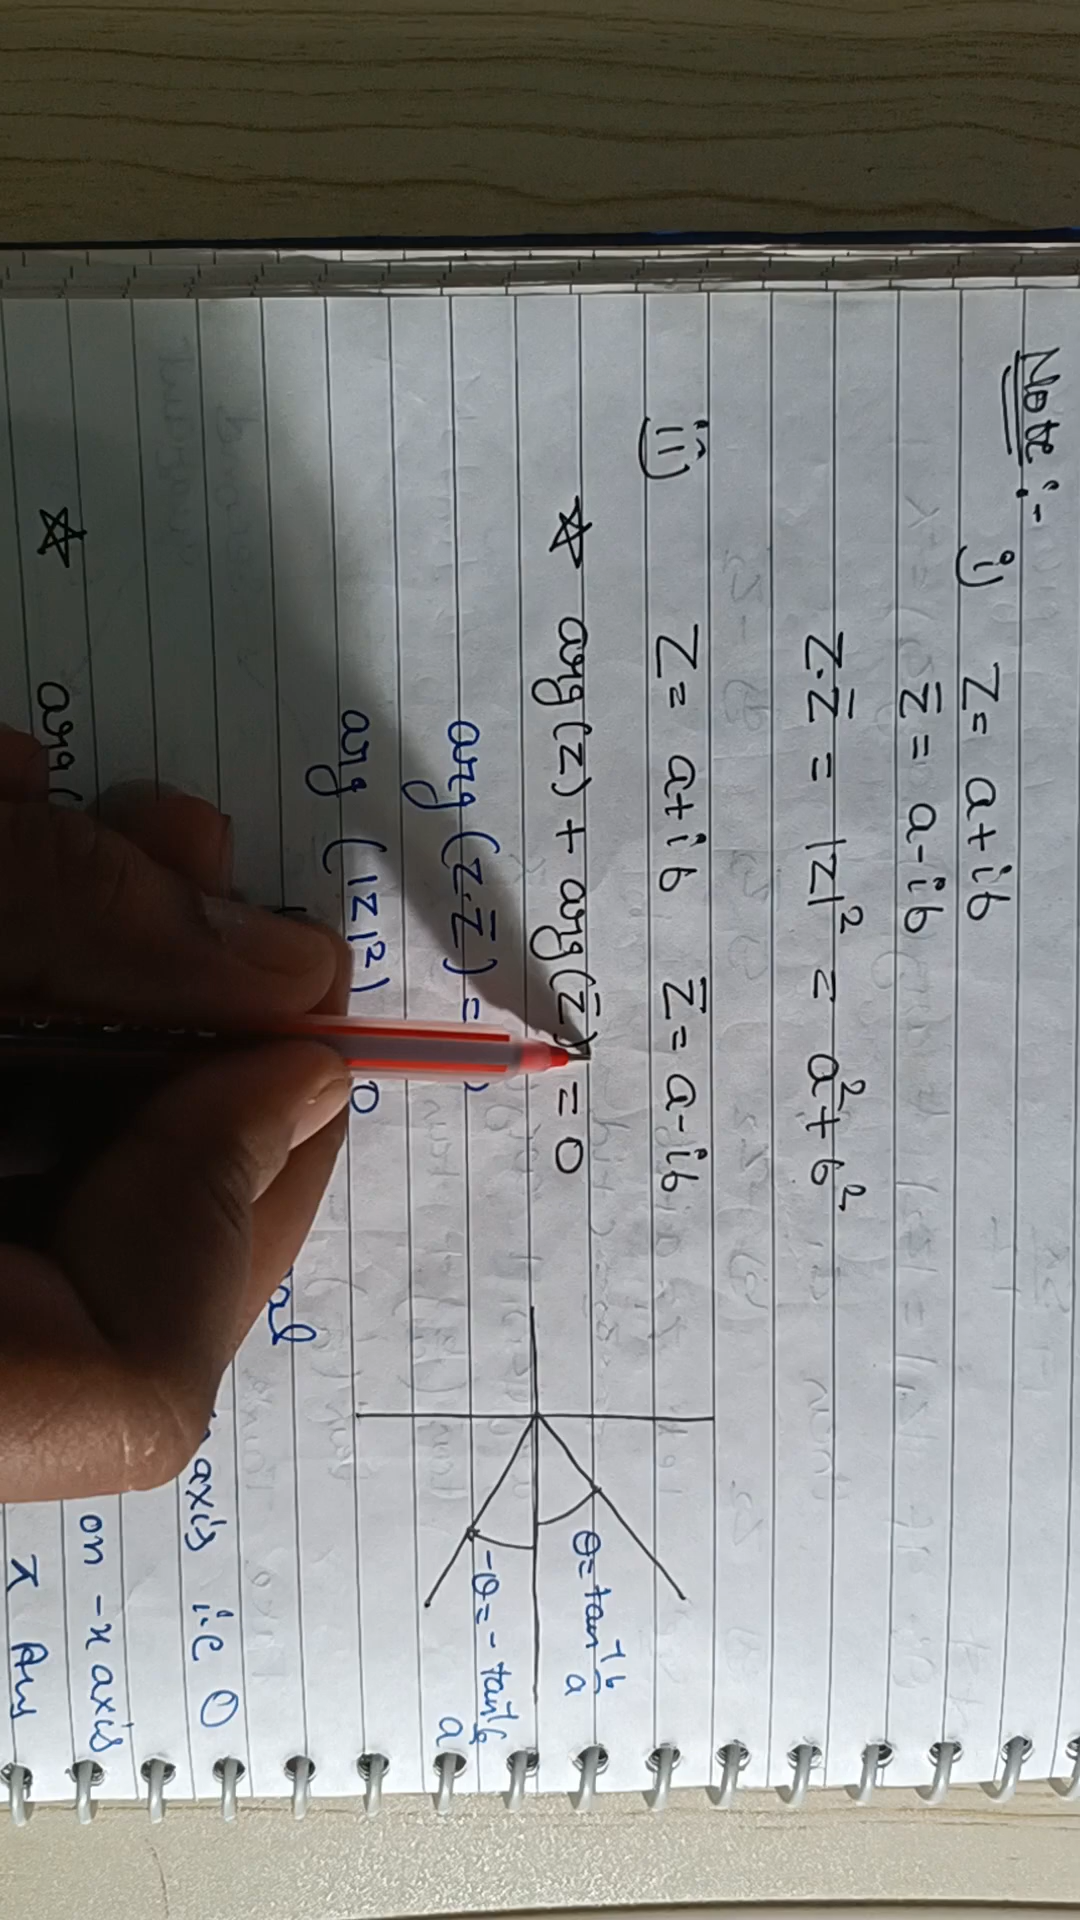 Note :- i) Z = a+ib
Z̄ = a-ib
Z.Z̄ = |Z|² = a²+b²
ii) Z = a+ib Z̄ = a-ib
☆ arg(Z) + arg(Z̄) = 0
θ = tan⁻¹ b/a
arg(Z.Z̄) =
-θ = -tan⁻¹ b/a
arg(|Z|²) 0
axis i.e 0
on -x axis
☆ arg(
π Ans